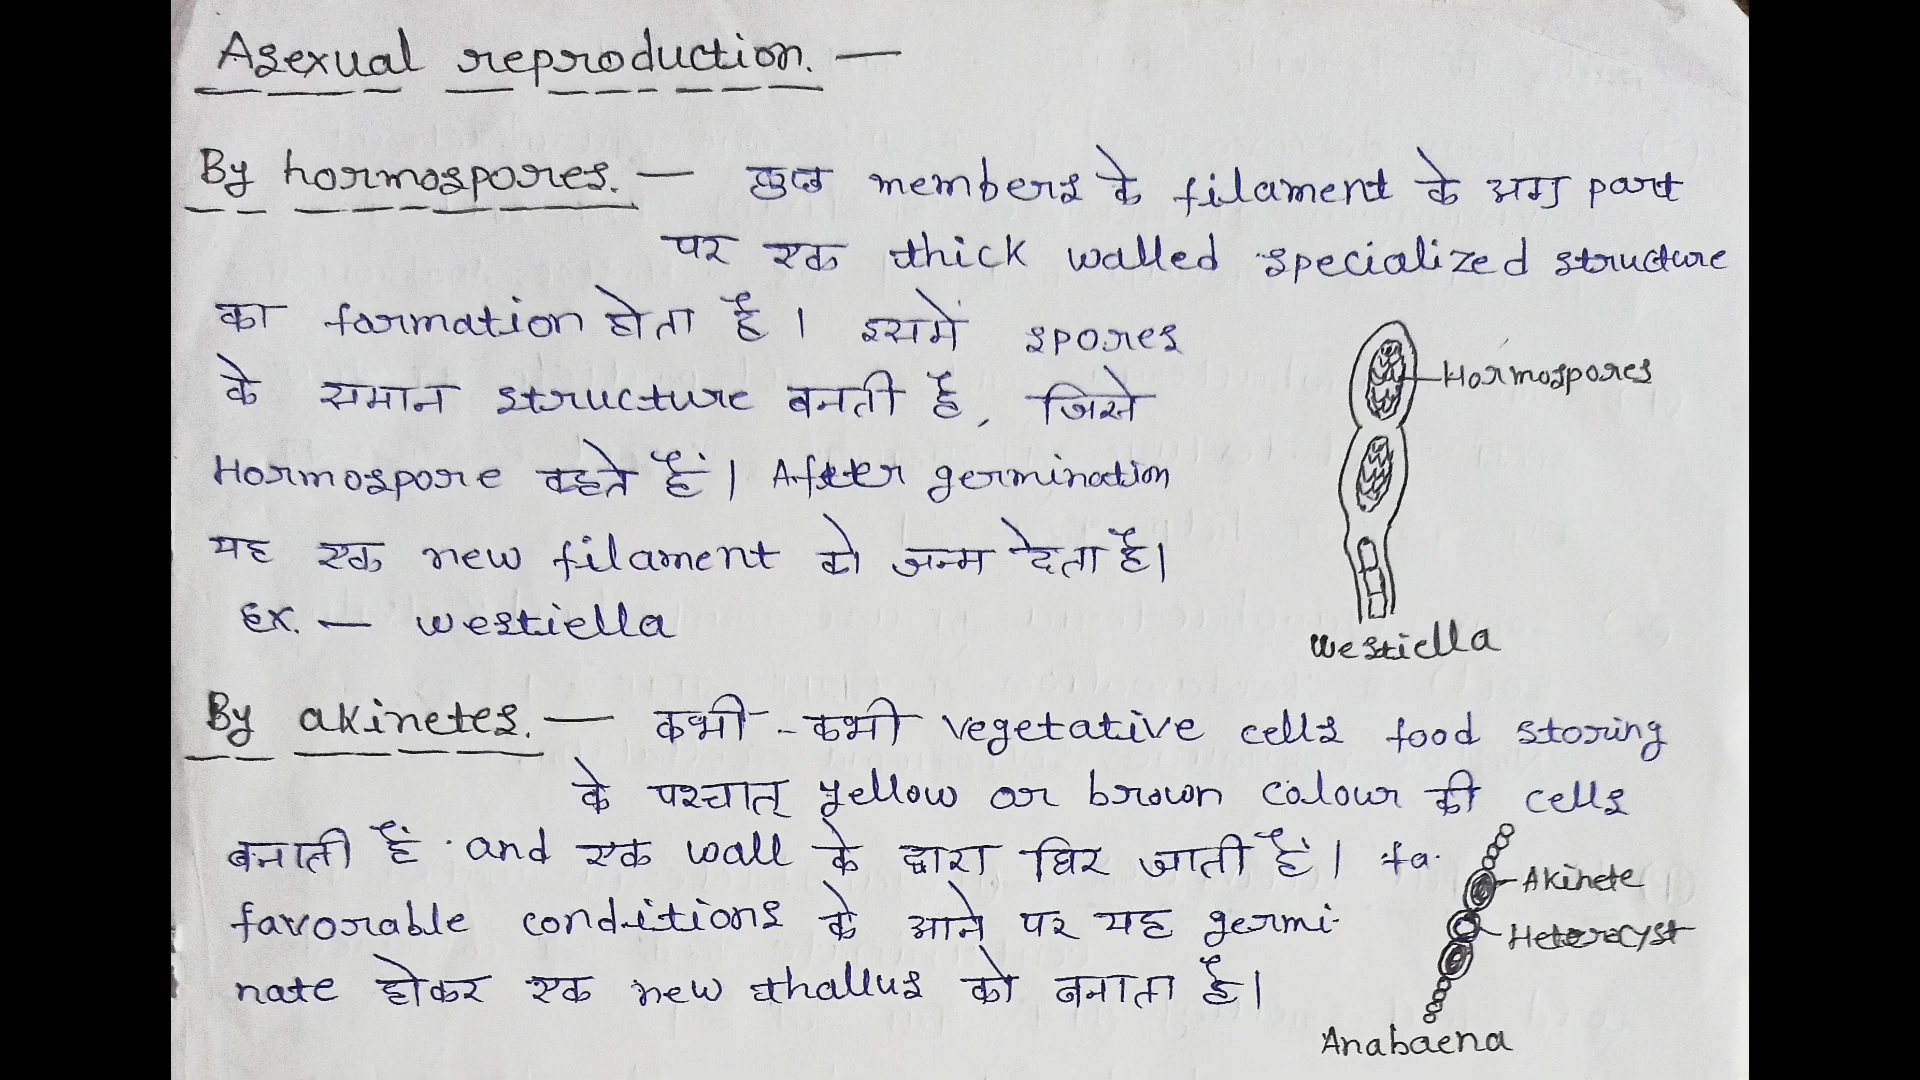 Asexual reproduction. —
By hormospores. — कुछ members के filament के अग्र part
पर एक thick walled specialized structure
का formation होता है । इसमें spores
के समान structure बनती है, जिसे
Hormospore कहते हैं । After germination
यह एक new filament को जन्म देता है।
Ex. — Westiella
Hormospores
Westiella
By akinetes. — कभी - कभी vegetative cells food storing
के पश्चात् yellow or brown colour की cells
बनाती हैं and एक wall के द्वारा घिर जाती हैं । fa
favorable conditions के आने पर यह germi-
nate होकर एक new thallus को बनाता है।
Akinete
Heterocyst
Anabaena